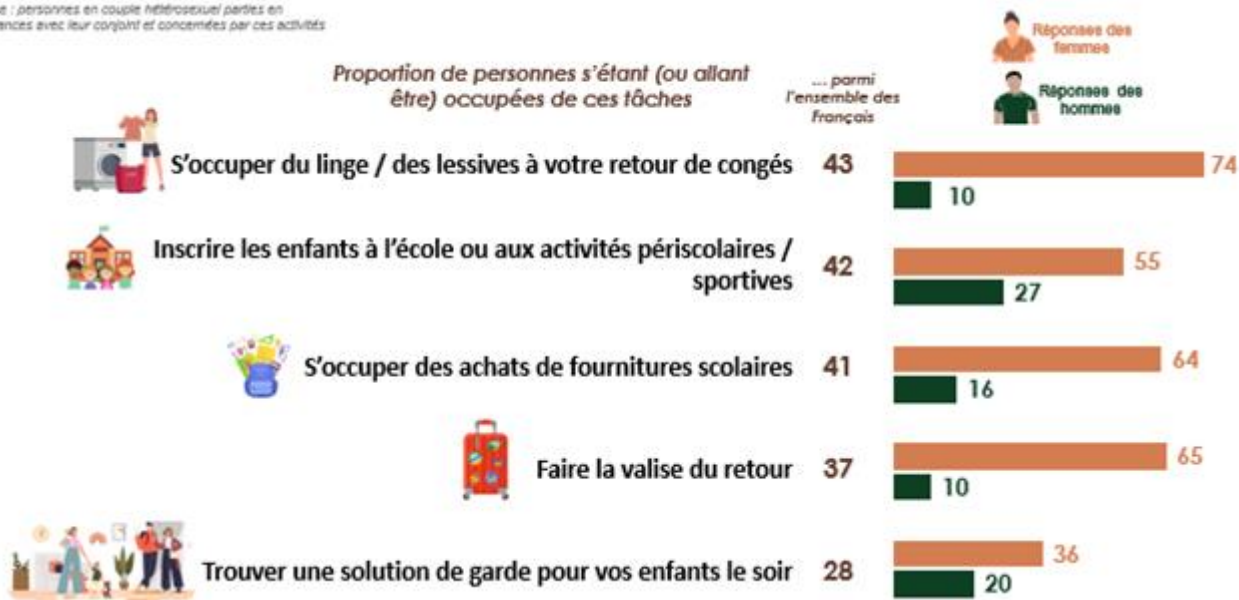 : personnes en couple hétérosexuel parties en
avec leur conjoint et concernées par ces activités
Réponses des
femmes
Proportion de personnes s'étant (ou allant
être) occupées de ces tâches
... parmi
l'ensemble des
Français
Réponses des
hommes
S'occuper du linge / des lessives à votre retour de congés 43 74
10
Inscrire les enfants à l'école ou aux activités périscolaires /
sportives
42 55
27
S'occuper des achats de fournitures scolaires 41 64
16
Faire la valise du retour 37 65
10
Trouver une solution de garde pour vos enfants le soir 28 36
20